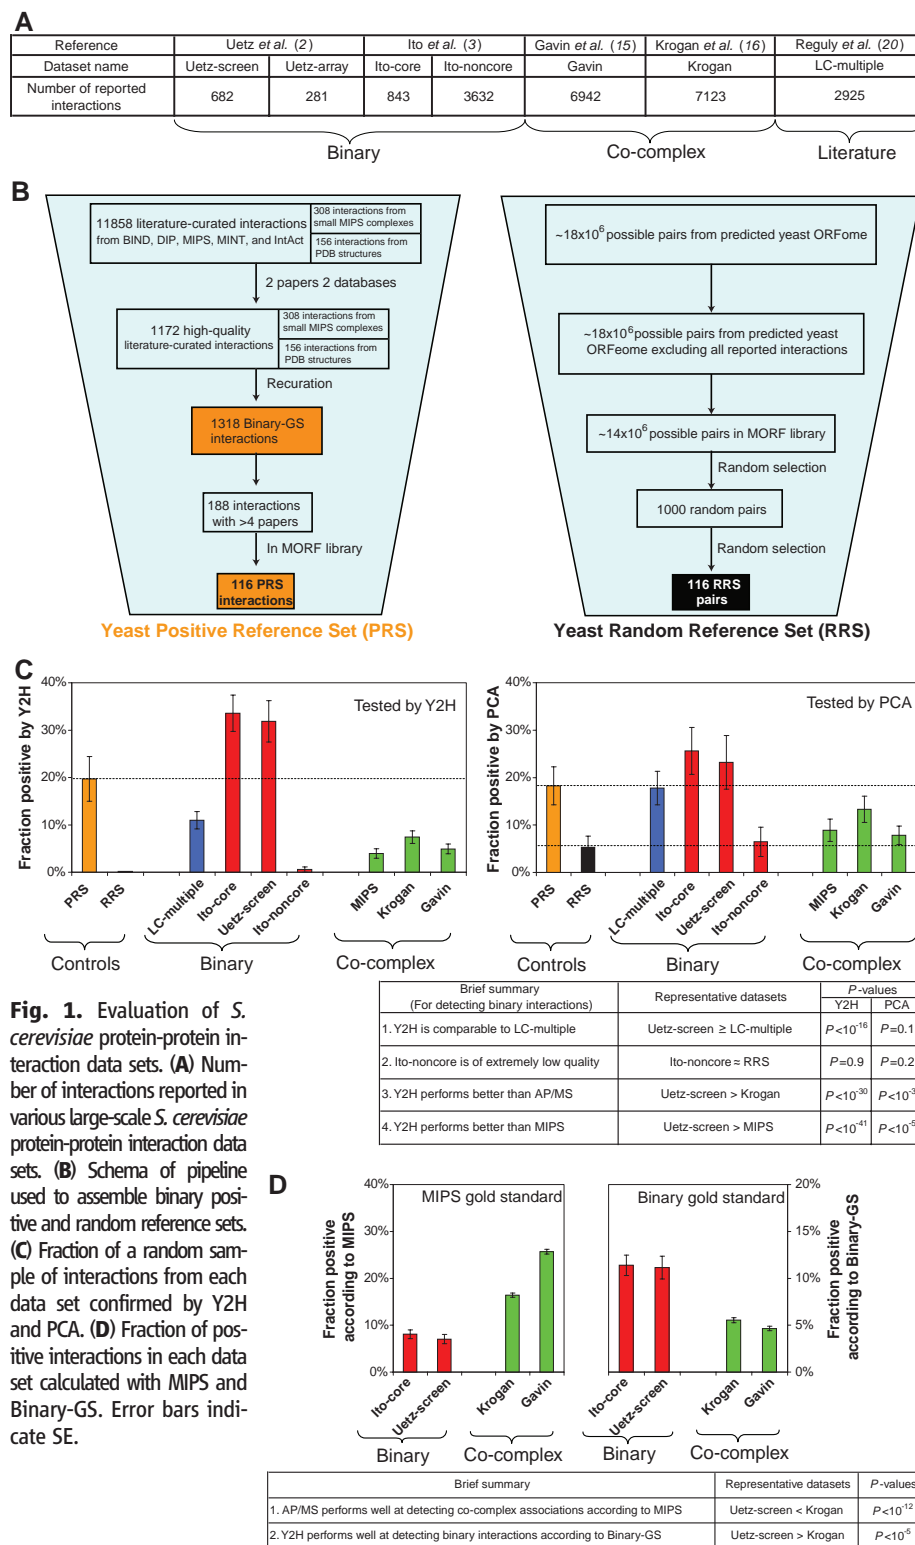 A
Reference Uetz et al. (2) Ito et al. (3) Gavin et al. (15) Krogan et al. (16) Reguly et al. (20)
Dataset name Uetz-screen Uetz-array Ito-core Ito-noncore Gavin Krogan LC-multiple
Number of reported
interactions 682 281 843 3632 6942 7123 2925
Binary Co-complex Literature
B
11858 literature-curated interactions
from BIND, DIP, MIPS, MINT, and IntAct
308 interactions from
small MIPS complexes
156 interactions from
PDB structures
2 papers 2 databases
1172 high-quality
literature-curated interactions
308 interactions from
small MIPS complexes
156 interactions from
PDB structures
Recuration
1318 Binary-GS
interactions
188 interactions
with >4 papers
In MORF library
116 PRS
interactions
Yeast Positive Reference Set (PRS)
~18x10^6 possible pairs from predicted yeast ORFome
~18x10^6 possible pairs from predicted yeast
ORFeome excluding all reported interactions
~14x10^6 possible pairs in MORF library
Random selection
1000 random pairs
Random selection
116 RRS
pairs
Yeast Random Reference Set (RRS)
C
Fraction positive by Y2H
40%
30%
20%
10%
0%
Tested by Y2H
PRS RRS LC-multiple Ito-core Uetz-screen Ito-noncore MIPS Krogan Gavin
Controls Binary Co-complex
Fraction positive by PCA
40%
30%
20%
10%
0%
Tested by PCA
PRS RRS LC-multiple Ito-core Uetz-screen Ito-noncore MIPS Krogan Gavin
Controls Binary Co-complex
Brief summary
(For detecting binary interactions) Representative datasets P-values
Y2H PCA
1. Y2H is comparable to LC-multiple Uetz-screen ≥ LC-multiple P<10^-16 P=0.1
2. Ito-noncore is of extremely low quality Ito-noncore ≈ RRS P=0.9 P=0.2
3. Y2H performs better than AP/MS Uetz-screen > Krogan P<10^-30 P<10^-3
4. Y2H performs better than MIPS Uetz-screen > MIPS P<10^-41 P<10^-5
Fig. 1. Evaluation of S.
cerevisiae protein-protein in-
teraction data sets. (A) Num-
ber of interactions reported in
various large-scale S. cerevisiae
protein-protein interaction data
sets. (B) Schema of pipeline
used to assemble binary posi-
tive and random reference sets.
(C) Fraction of a random sam-
ple of interactions from each
data set confirmed by Y2H
and PCA. (D) Fraction of pos-
itive interactions in each data
set calculated with MIPS and
Binary-GS. Error bars indi-
cate SE.
D
Fraction positive
according to MIPS
40%
30%
20%
10%
0%
MIPS gold standard
Ito-core Uetz-screen Krogan Gavin
Binary Co-complex
Binary gold standard
20%
15%
10%
5%
0%
Fraction positive
according to Binary-GS
Ito-core Uetz-screen Krogan Gavin
Binary Co-complex
Brief summary Representative datasets P-values
1. AP/MS performs well at detecting co-complex associations according to MIPS Uetz-screen < Krogan P<10^-12
2. Y2H performs well at detecting binary interactions according to Binary-GS Uetz-screen > Krogan P<10^-5